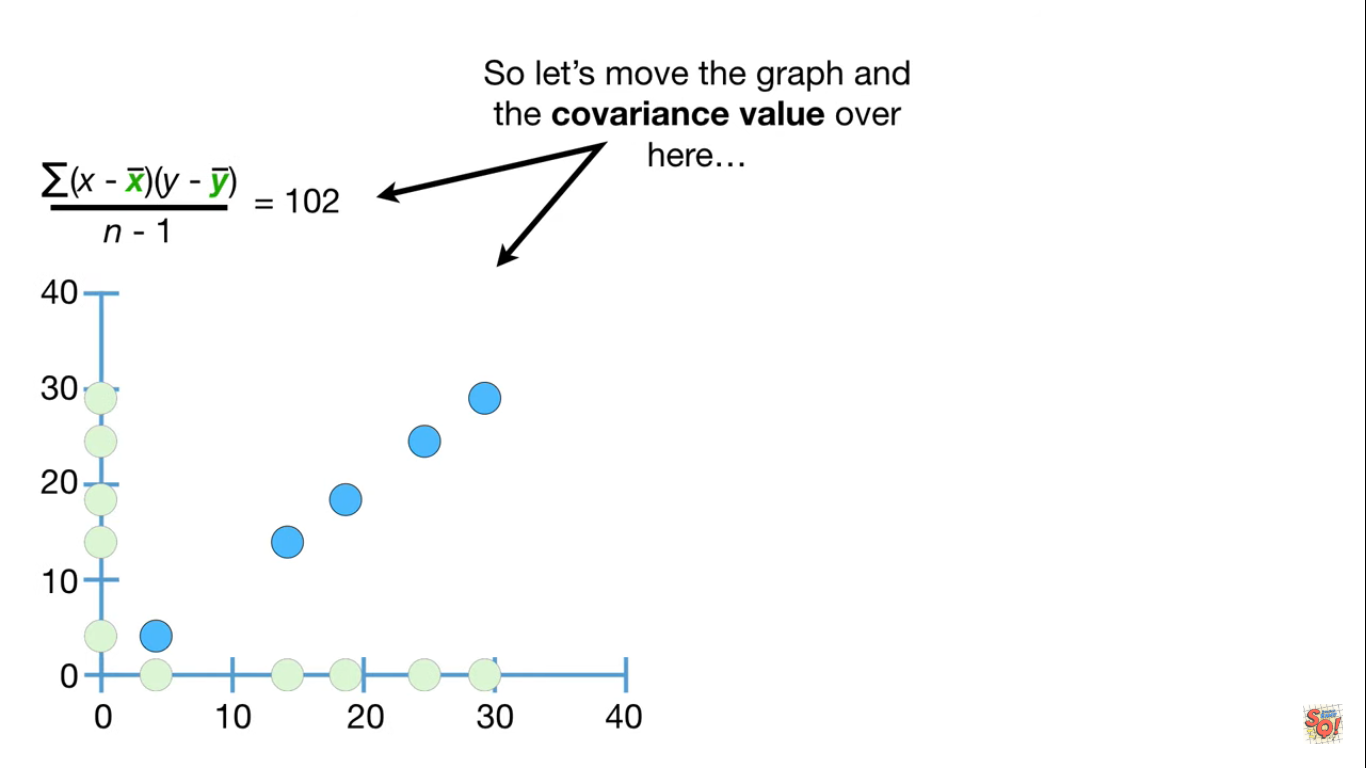 So let's move the graph and
the covariance value over
here…
∑(x - x̄)(y - ȳ)
n - 1
= 102
40
30
20
10
0
0 10 20 30 40
SQ!